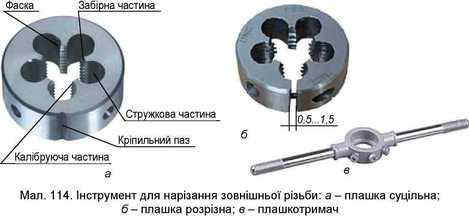 Фаска
Забірна частина
Стружкова частина
Кріпильний паз
Калібруюча частина
а
б
0,5...1,5
в
Мал. 114. Інструмент для нарізання зовнішньої різьби: а – плашка суцільна;
б – плашка розрізна; в – плашкотримач